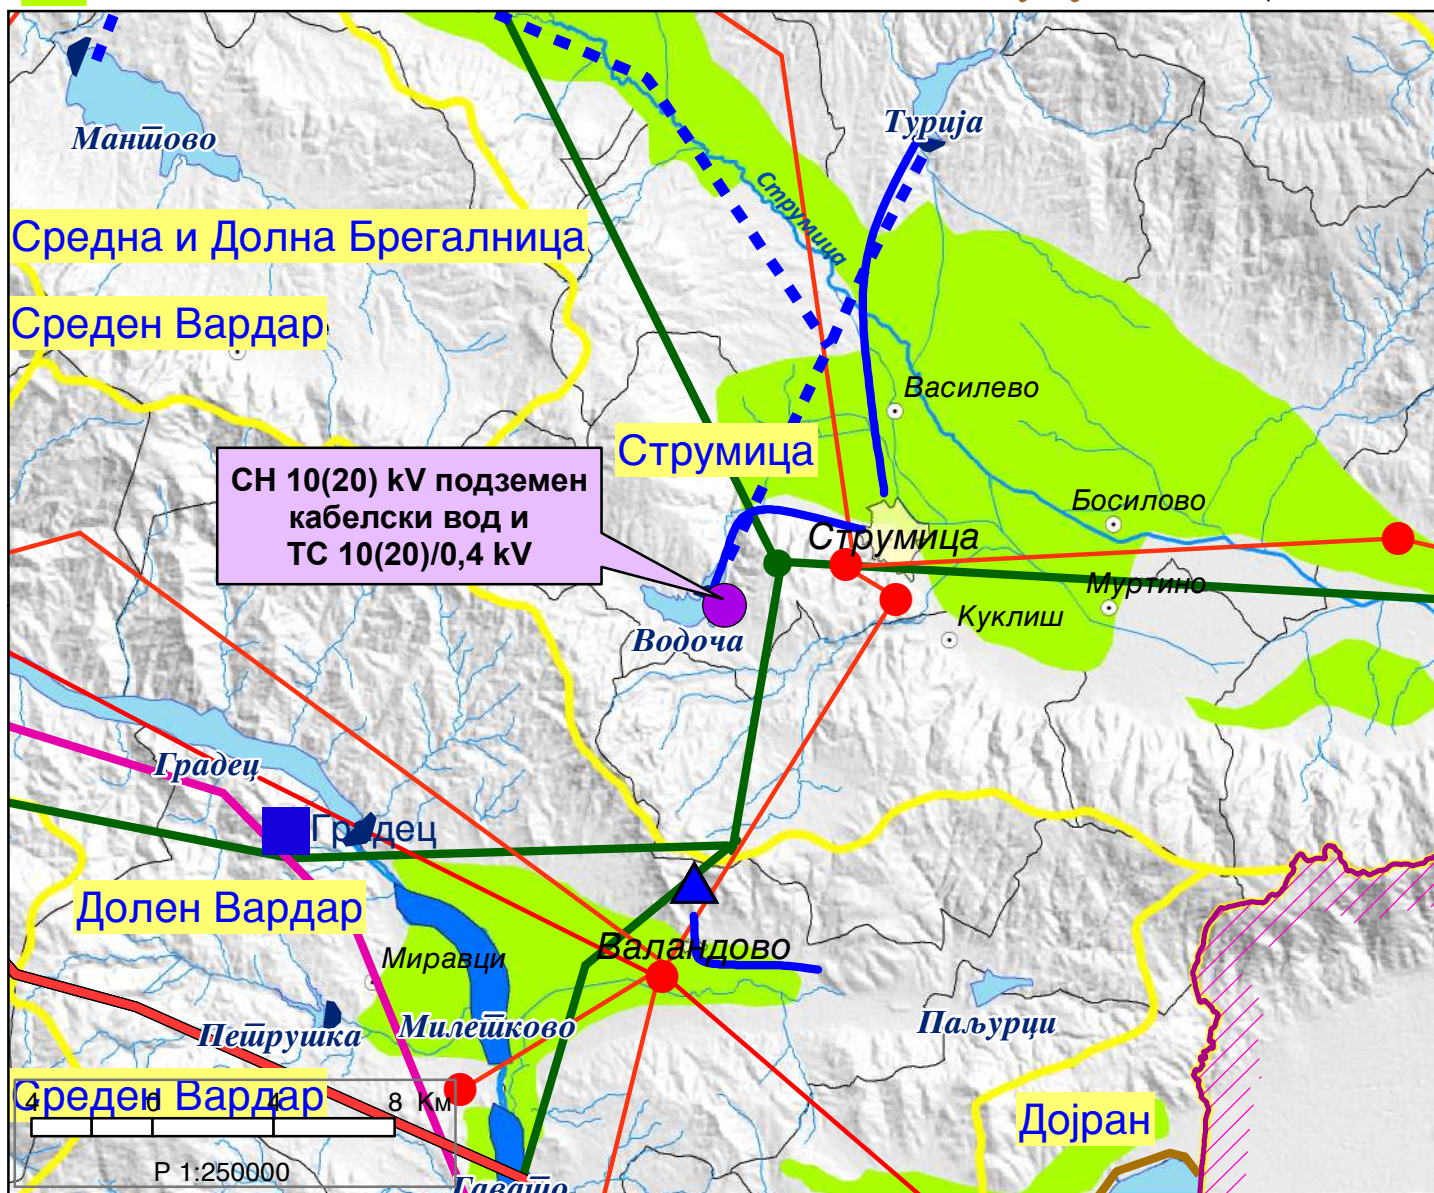 Мантово
Турија
Струмица
Средна и Долна Брегалница
Среден Вардар
Василево
Струмица
СН 10(20) kV подземен
кабелски вод и
ТС 10(20)/0,4 kV
Босилово
Струмица
Муртино
Куклиш
Водоча
Градец
Градец
Долен Вардар
Валандово
Миравци
Петрушка
Милетково
Паљурци
Среден Вардар
4 0 4 8 Км
Дојран
Р 1:250000
Гавато